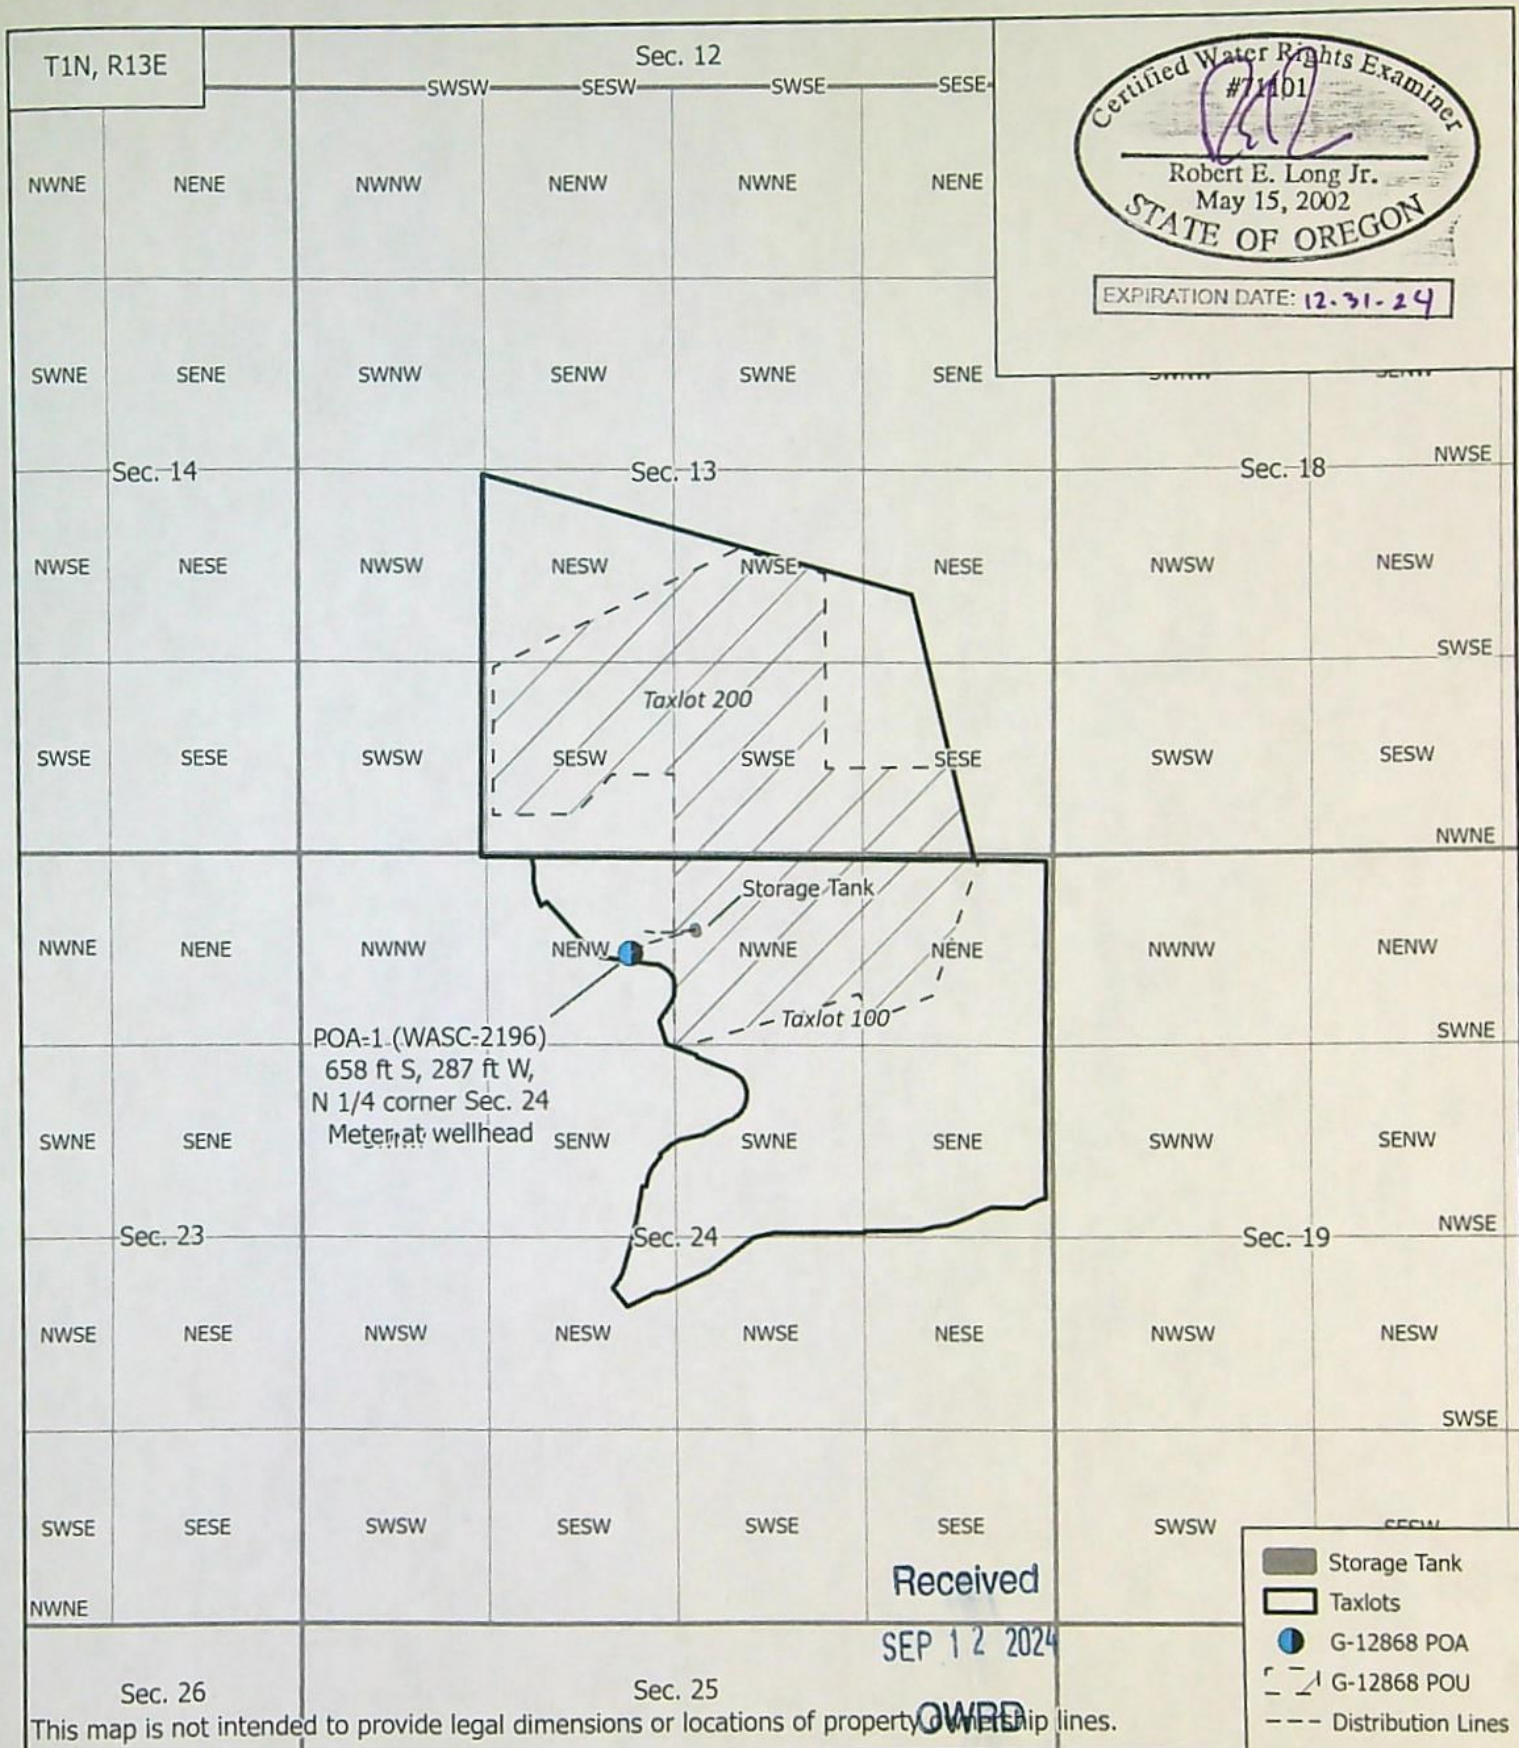 T1N, R13E
Sec. 12
SWSW
SESW
SWSE
SESE
Certified Water Rights Examiner
#71101
Robert E. Long Jr.
May 15, 2002
STATE OF OREGON
EXPIRATION DATE: 12-31-24
NWNE
NENE
NWNW
NENW
NWNE
NENE
SWNE
SENE
SWNW
SENW
SWNE
SENE
Sec. 14
Sec. 13
Sec. 18
NWSE
NWSE
NESE
NWSW
NESW
NWSE
NESE
NWSW
NESW
SWSE
Taxlot 200
SWSE
SESE
SWSW
SESW
SWSE
SESE
SWSW
SESW
NWNE
Storage Tank
NWNE
NENE
NWNW
NENW
NWNE
NENE
NWNW
NENW
Taxlot 100
SWNE
POA-1 (WASC-2196)
658 ft S, 287 ft W,
N 1/4 corner Sec. 24
Meter at wellhead
SWNE
SENE
SENW
SWNE
SENE
SWNW
SENW
NWSE
Sec. 23
Sec. 24
Sec. 19
NWSE
NESE
NWSW
NESW
NWSE
NESE
NWSW
NESW
SWSE
SWSE
SESE
SWSW
SESW
SWSE
SESE
SWSW
NWNE
Received
SEP 12 2024
OWRD
Storage Tank
Taxlots
G-12868 POA
G-12868 POU
Distribution Lines
Sec. 26
Sec. 25
This map is not intended to provide legal dimensions or locations of property ownership lines.